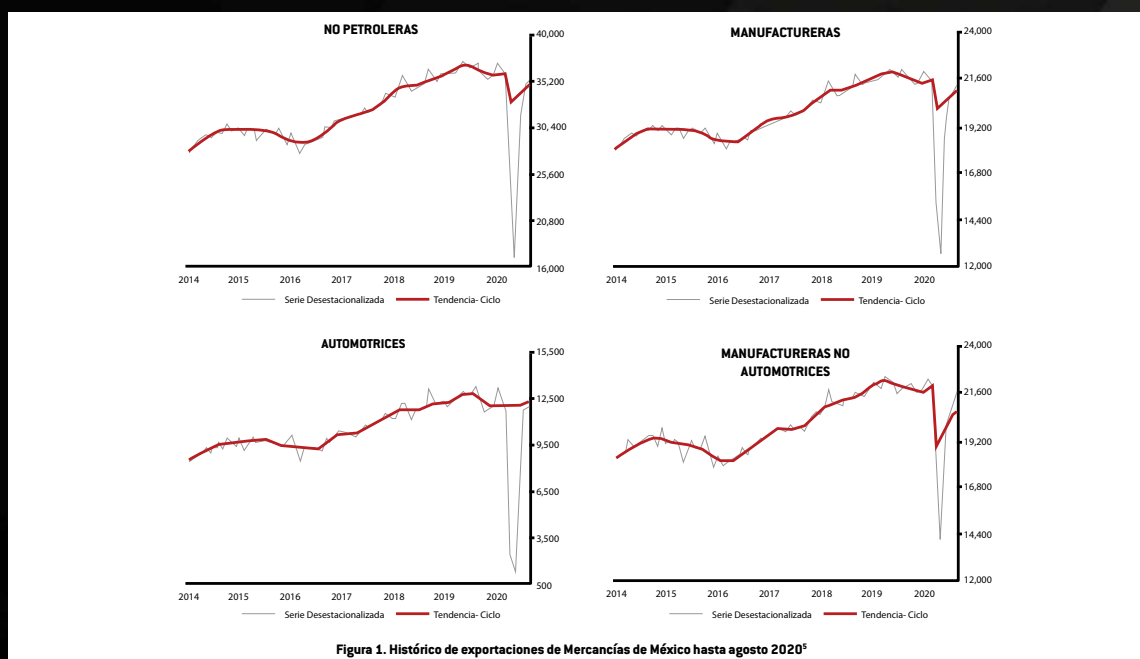 NO PETROLERAS
40,000
35,200
30,400
25,600
20,800
16,000
2014 2015 2016 2017 2018 2019 2020
Serie Desestacionalizada Tendencia- Ciclo
MANUFACTURERAS
24,000
21,600
19,200
16,800
14,400
12,000
2014 2015 2016 2017 2018 2019 2020
Serie Desestacionalizada Tendencia- Ciclo
AUTOMOTRICES
15,500
12,500
9,500
6,500
3,500
500
2014 2015 2016 2017 2018 2019 2020
Serie Desestacionalizada Tendencia- Ciclo
MANUFACTURERAS NO
AUTOMOTRICES
24,000
21,600
19,200
16,800
14,400
12,000
2014 2015 2016 2017 2018 2019 2020
Serie Desestacionalizada Tendencia- Ciclo
Figura 1. Histórico de exportaciones de Mercancías de México hasta agosto 2020⁵